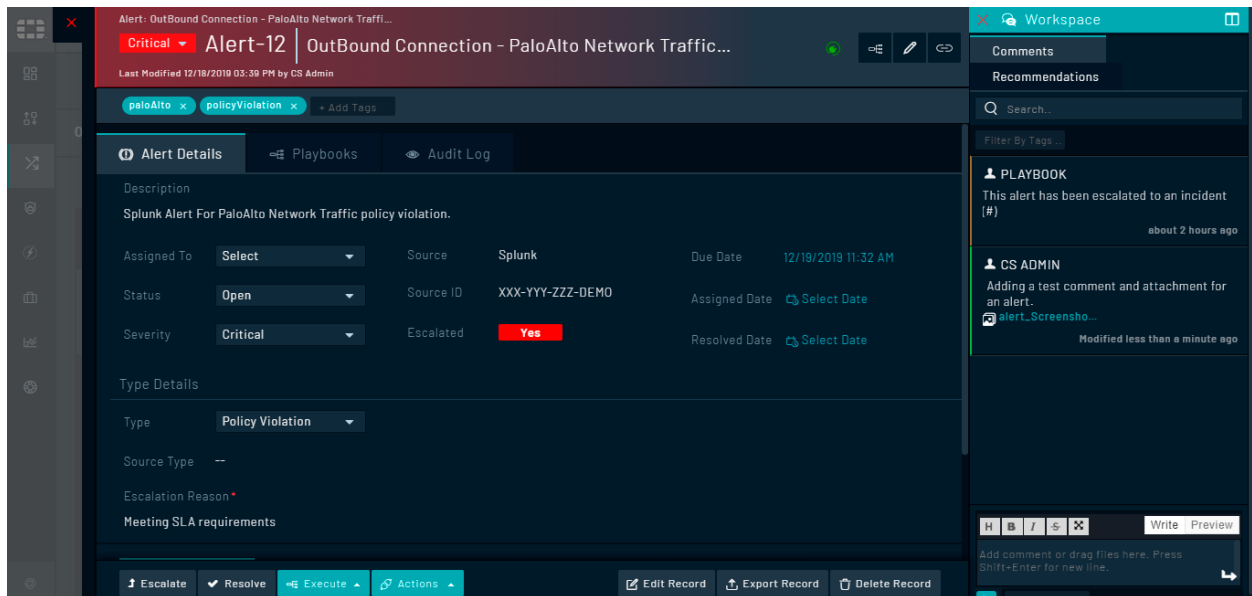 Alert: OutBound Connection - PaloAlto Network Traffi...
Critical Alert-12 OutBound Connection - PaloAlto Network Traffic...
Last Modified 12/18/2019 03:39 PM by CS Admin
paloAlto × policyViolation × + Add Tags
Alert Details Playbooks Audit Log
Description
Splunk Alert For PaloAlto Network Traffic policy violation.
Assigned To Select Source Splunk Due Date 12/19/2019 11:32 AM
Status Open Source ID XXX-YYY-ZZZ-DEMO Assigned Date Select Date
Severity Critical Escalated Yes Resolved Date Select Date
Type Details
Type Policy Violation
Source Type --
Escalation Reason*
Meeting SLA requirements
Escalate Resolve Execute Actions Edit Record Export Record Delete Record
Workspace
Comments
Recommendations
Search..
Filter By Tags ..
PLAYBOOK
This alert has been escalated to an incident
(#)
about 2 hours ago
CS ADMIN
Adding a test comment and attachment for
an alert.
alert_Screensho...
Modified less than a minute ago
H B I S Write Preview
Add comment or drag files here. Press
Shift+Enter for new line.